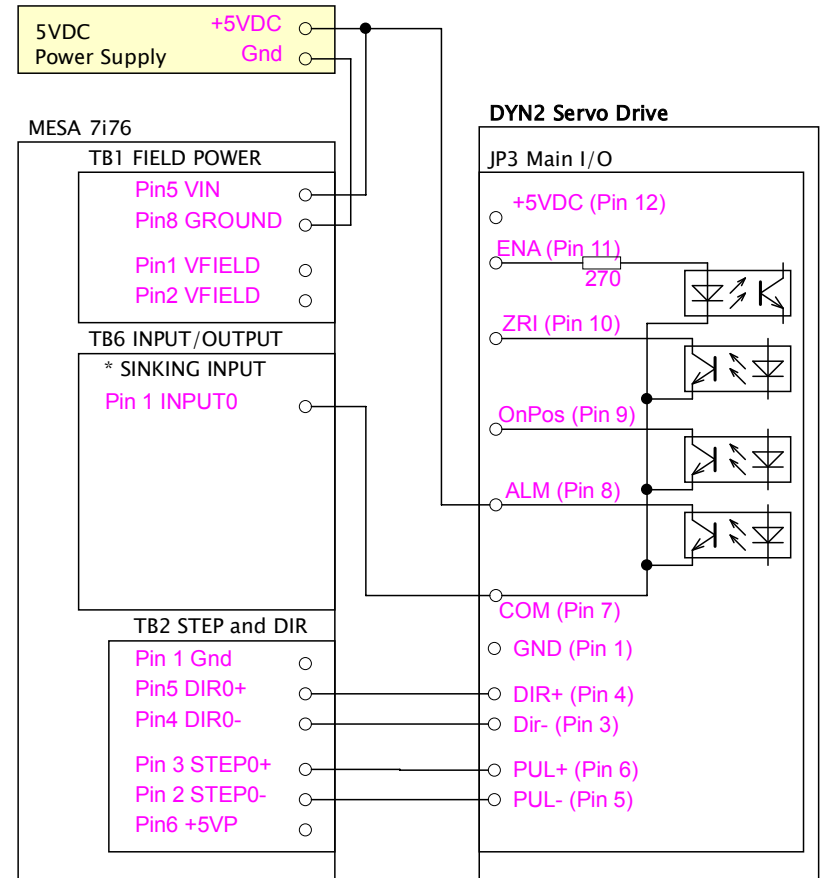 5VDC
Power Supply
+5VDC
Gnd
MESA 7i76
TB1 FIELD POWER
Pin5 VIN
Pin8 GROUND
Pin1 VFIELD
Pin2 VFIELD
TB6 INPUT/OUTPUT
* SINKING INPUT
Pin 1 INPUT0
TB2 STEP and DIR
Pin 1 Gnd
Pin5 DIR0+
Pin4 DIR0-
Pin 3 STEP0+
Pin 2 STEP0-
Pin6 +5VP
DYN2 Servo Drive
JP3 Main I/O
+5VDC (Pin 12)
ENA (Pin 11)
270
ZRI (Pin 10)
OnPos (Pin 9)
ALM (Pin 8)
COM (Pin 7)
GND (Pin 1)
DIR+ (Pin 4)
Dir- (Pin 3)
PUL+ (Pin 6)
PUL- (Pin 5)